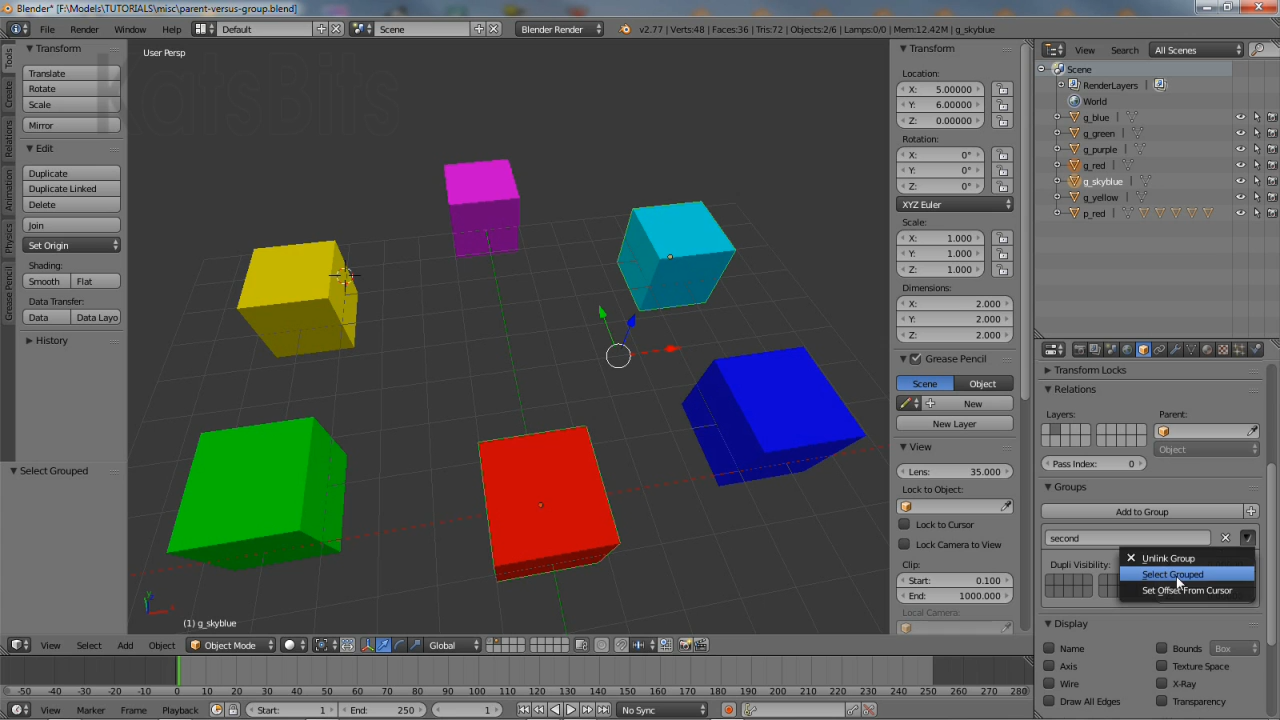 Blender* [F:\Models\TUTORIALS\misc\parent-versus-group.blend]
File Render Window Help Default Scene Blender Render v2.77 | Verts:48 | Faces:36 | Tris:72 | Objects:2/6 | Lamps:0/0 | Mem:12.42M | g_skyblue
Tools
Create
Relations
Animation
Physics
Grease Pencil
Transform
Translate
Rotate
Scale
Mirror
Edit
Duplicate
Duplicate Linked
Delete
Join
Set Origin
Shading:
Smooth Flat
Data Transfer:
Data Data Layo
History
Select Grouped
User Persp
KatsBits
(1) g_skyblue
Transform
Location:
X: 5.00000
Y: 6.00000
Z: 0.00000
Rotation:
X: 0°
Y: 0°
Z: 0°
XYZ Euler
Scale:
X: 1.000
Y: 1.000
Z: 1.000
Dimensions:
X: 2.000
Y: 2.000
Z: 2.000
Grease Pencil
Scene Object
New
New Layer
View
Lens: 35.000
Lock to Object:
Lock to Cursor
Lock Camera to View
Clip:
Start: 0.100
End: 1000.000
Local Camera:
View Search All Scenes
Scene
RenderLayers
World
g_blue
g_green
g_purple
g_red
g_skyblue
g_yellow
p_red
Transform Locks
Relations
Layers: Parent:
Object
Pass Index: 0
Groups
Add to Group
second
Dupli Visibility:
Unlink Group
Select Grouped
Set Offset From Cursor
Display
Name Bounds Box
Axis Texture Space
Wire X-Ray
Draw All Edges Transparency
View Select Add Object Object Mode Global
-50 -40 -30 -20 -10 0 10 20 30 40 50 60 70 80 90 100 110 120 130 140 150 160 170 180 190 200 210 220 230 240 250 260 270 280
View Marker Frame Playback Start: 1 End: 250 1 No Sync